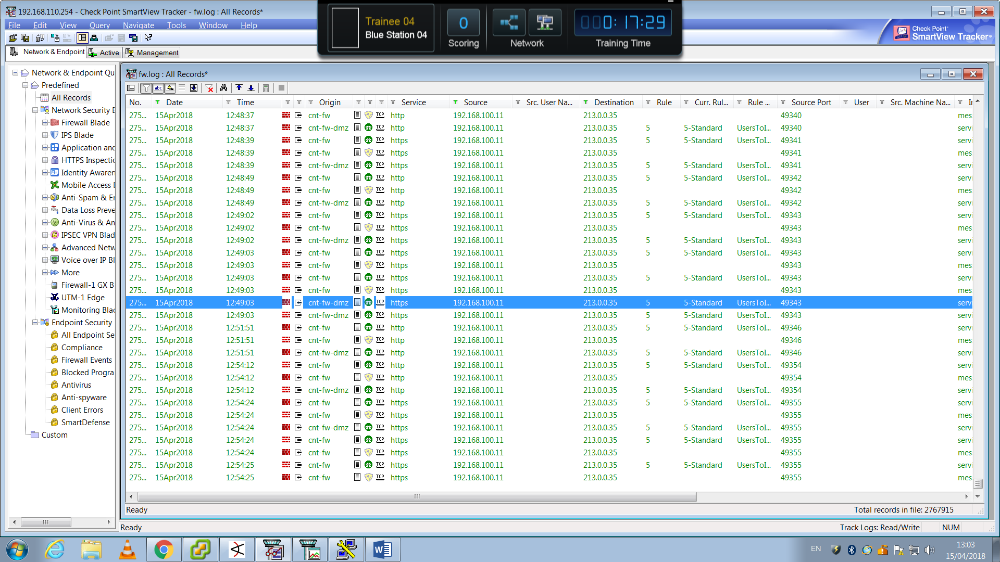 192.168.110.254 - Check Point SmartView Tracker - fw.log : All Records*
File Edit View Query Navigate Tools Window Help
Trainee 04
Blue Station 04
0
Scoring
Network
000:17:29
Training Time
Check Point
SmartView Tracker
Network & Endpoint Active Management
Network & Endpoint Qu
Predefined
All Records
Network Security E
Firewall Blade
IPS Blade
Application and
HTTPS Inspectic
Identity Awaren
Mobile Access
Anti-Spam & Er
Data Loss Preve
Anti-Virus & An
IPSEC VPN Blad
Advanced Netw
Voice over IP Bl
More
Firewall-1 GX B
UTM-1 Edge
Monitoring Blac
Endpoint Security
All Endpoint Se
Compliance
Firewall Events
Blocked Progra
Antivirus
Anti-spyware
Client Errors
SmartDefense
Custom
fw.log : All Records*
abc
No. Date Time Origin Service Source Src. User Na... Destination Rule Curr. Rul... Rule ... Source Port User Src. Machine Na...
275... 15Apr2018 12:48:37 cnt-fw TCP http 192.168.100.11 213.0.0.35 49340 mes
275... 15Apr2018 12:48:37 cnt-fw-dmz TCP http 192.168.100.11 213.0.0.35 5 5-Standard UsersToI... 49340 servi
275... 15Apr2018 12:48:39 cnt-fw TCP https 192.168.100.11 213.0.0.35 5 5-Standard UsersToI... 49341 servi
275... 15Apr2018 12:48:39 cnt-fw TCP https 192.168.100.11 213.0.0.35 49341 mes
275... 15Apr2018 12:48:39 cnt-fw-dmz TCP https 192.168.100.11 213.0.0.35 5 5-Standard UsersToI... 49341 servi
275... 15Apr2018 12:48:49 cnt-fw TCP http 192.168.100.11 213.0.0.35 5 5-Standard UsersToI... 49342 servi
275... 15Apr2018 12:48:49 cnt-fw TCP http 192.168.100.11 213.0.0.35 49342 mes
275... 15Apr2018 12:48:49 cnt-fw-dmz TCP http 192.168.100.11 213.0.0.35 5 5-Standard UsersToI... 49342 servi
275... 15Apr2018 12:49:02 cnt-fw TCP https 192.168.100.11 213.0.0.35 5 5-Standard UsersToI... 49343 servi
275... 15Apr2018 12:49:02 cnt-fw TCP https 192.168.100.11 213.0.0.35 49343 mes
275... 15Apr2018 12:49:02 cnt-fw-dmz TCP https 192.168.100.11 213.0.0.35 5 5-Standard UsersToI... 49343 servi
275... 15Apr2018 12:49:03 cnt-fw TCP https 192.168.100.11 213.0.0.35 5 5-Standard UsersToI... 49343 servi
275... 15Apr2018 12:49:03 cnt-fw TCP https 192.168.100.11 213.0.0.35 49343 mes
275... 15Apr2018 12:49:03 cnt-fw TCP https 192.168.100.11 213.0.0.35 5 5-Standard UsersToI... 49343 servi
275... 15Apr2018 12:49:03 cnt-fw TCP https 192.168.100.11 213.0.0.35 49343 mes
275... 15Apr2018 12:49:03 cnt-fw-dmz TCP https 192.168.100.11 213.0.0.35 5 5-Standard UsersToI... 49343 servi
275... 15Apr2018 12:49:03 cnt-fw-dmz TCP https 192.168.100.11 213.0.0.35 5 5-Standard UsersToI... 49343 servi
275... 15Apr2018 12:51:51 cnt-fw TCP http 192.168.100.11 213.0.0.35 5 5-Standard UsersToI... 49346 servi
275... 15Apr2018 12:51:51 cnt-fw TCP http 192.168.100.11 213.0.0.35 49346 mes
275... 15Apr2018 12:51:51 cnt-fw-dmz TCP http 192.168.100.11 213.0.0.35 5 5-Standard UsersToI... 49346 servi
275... 15Apr2018 12:54:12 cnt-fw TCP http 192.168.100.11 213.0.0.35 5 5-Standard UsersToI... 49354 servi
275... 15Apr2018 12:54:12 cnt-fw TCP http 192.168.100.11 213.0.0.35 49354 mes
275... 15Apr2018 12:54:12 cnt-fw-dmz TCP http 192.168.100.11 213.0.0.35 5 5-Standard UsersToI... 49354 servi
275... 15Apr2018 12:54:24 cnt-fw TCP https 192.168.100.11 213.0.0.35 5 5-Standard UsersToI... 49355 servi
275... 15Apr2018 12:54:24 cnt-fw TCP https 192.168.100.11 213.0.0.35 49355 mes
275... 15Apr2018 12:54:24 cnt-fw-dmz TCP https 192.168.100.11 213.0.0.35 5 5-Standard UsersToI... 49355 servi
275... 15Apr2018 12:54:24 cnt-fw TCP https 192.168.100.11 213.0.0.35 5 5-Standard UsersToI... 49355 servi
275... 15Apr2018 12:54:24 cnt-fw TCP https 192.168.100.11 213.0.0.35 49355 mes
275... 15Apr2018 12:54:25 cnt-fw TCP https 192.168.100.11 213.0.0.35 5 5-Standard UsersToI... 49355 servi
275... 15Apr2018 12:54:25 cnt-fw TCP https 192.168.100.11 213.0.0.35 49355 mes
Ready Total records in file: 2767915
Ready Track Logs: Read/Write NUM
EN 13:03
15/04/2018